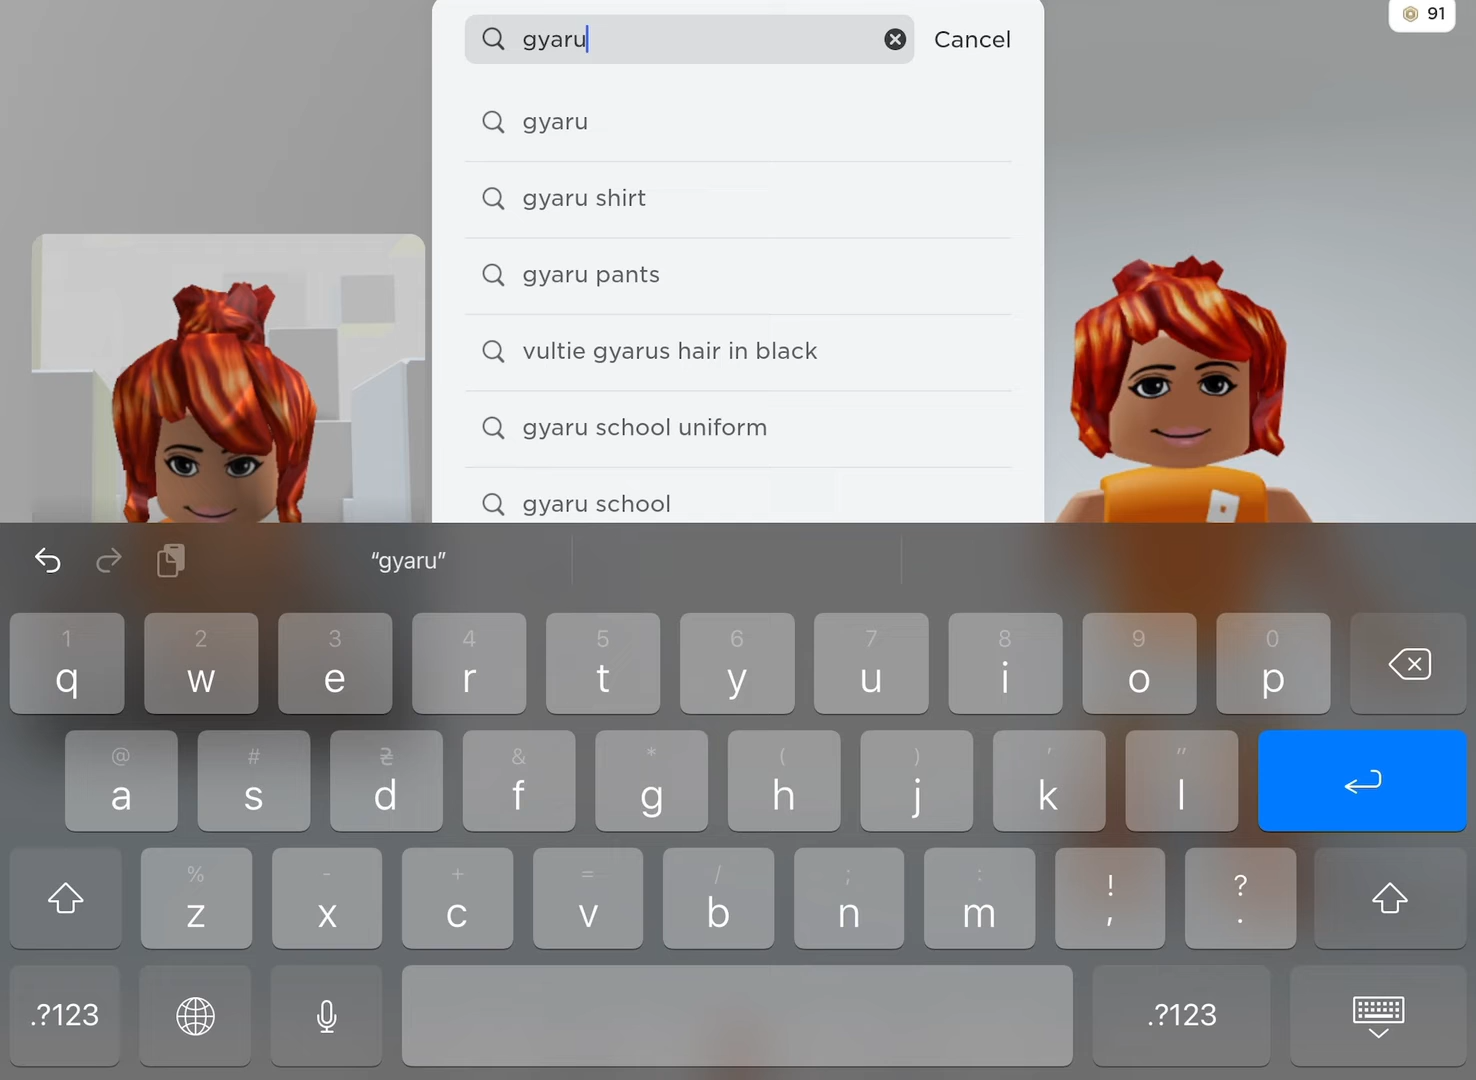 gyaru
Cancel
91
gyaru
gyaru shirt
gyaru pants
vultie gyarus hair in black
gyaru school uniform
gyaru school
“gyaru”
1 2 3 4 5 6 7 8 9 0
q w e r t y u i o p
@ # ₴ & * ( ) ' "
a s d f g h j k l
% - + = / ; : ! ?
z x c v b n m , .
.?123
.?123